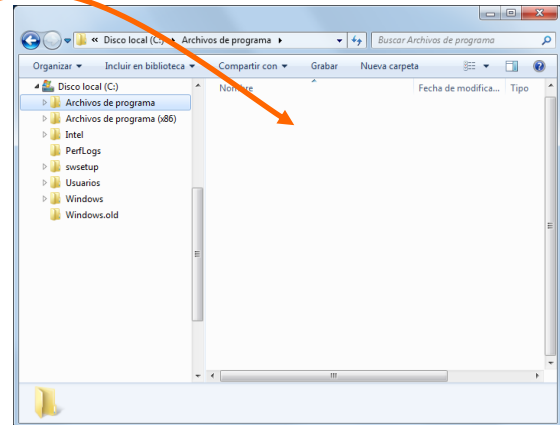 « Disco local (C:) ▸ Archivos de programa ▸ Buscar Archivos de programa
Organizar Incluir en biblioteca Compartir con Grabar Nueva carpeta
Disco local (C:)
Archivos de programa
Archivos de programa (x86)
Intel
PerfLogs
swsetup
Usuarios
Windows
Windows.old
Nombre Fecha de modifica... Tipo